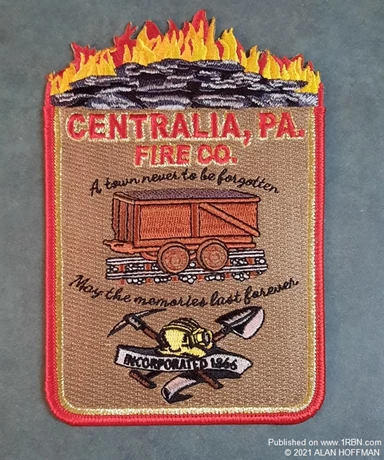 CENTRALIA, PA.
FIRE CO.
A town never to be forgotten
May the memories last forever
INCORPORATED 1866
Published on www.1RBN.com
© 2021 ALAN HOFFMAN